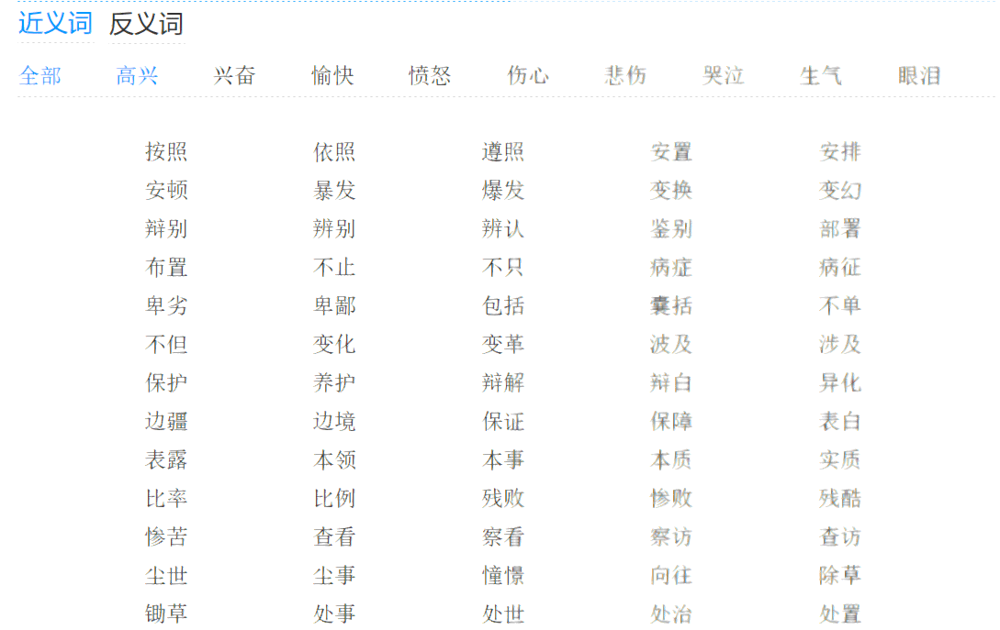 近义词 反义词
全部 高兴 兴奋 愉快 愤怒 伤心 悲伤 哭泣 生气 眼泪
按照 依照 遵照 安置 安排
安顿 暴发 爆发 变换 变幻
辩别 辨别 辨认 鉴别 部署
布置 不止 不只 病症 病征
卑劣 卑鄙 包括 囊括 不单
不但 变化 变革 波及 涉及
保护 养护 辩解 辩白 异化
边疆 边境 保证 保障 表白
表露 本领 本事 本质 实质
比率 比例 残败 惨败 残酷
惨苦 查看 察看 察访 查访
尘世 尘事 憧憬 向往 除草
锄草 处事 处世 处治 处置